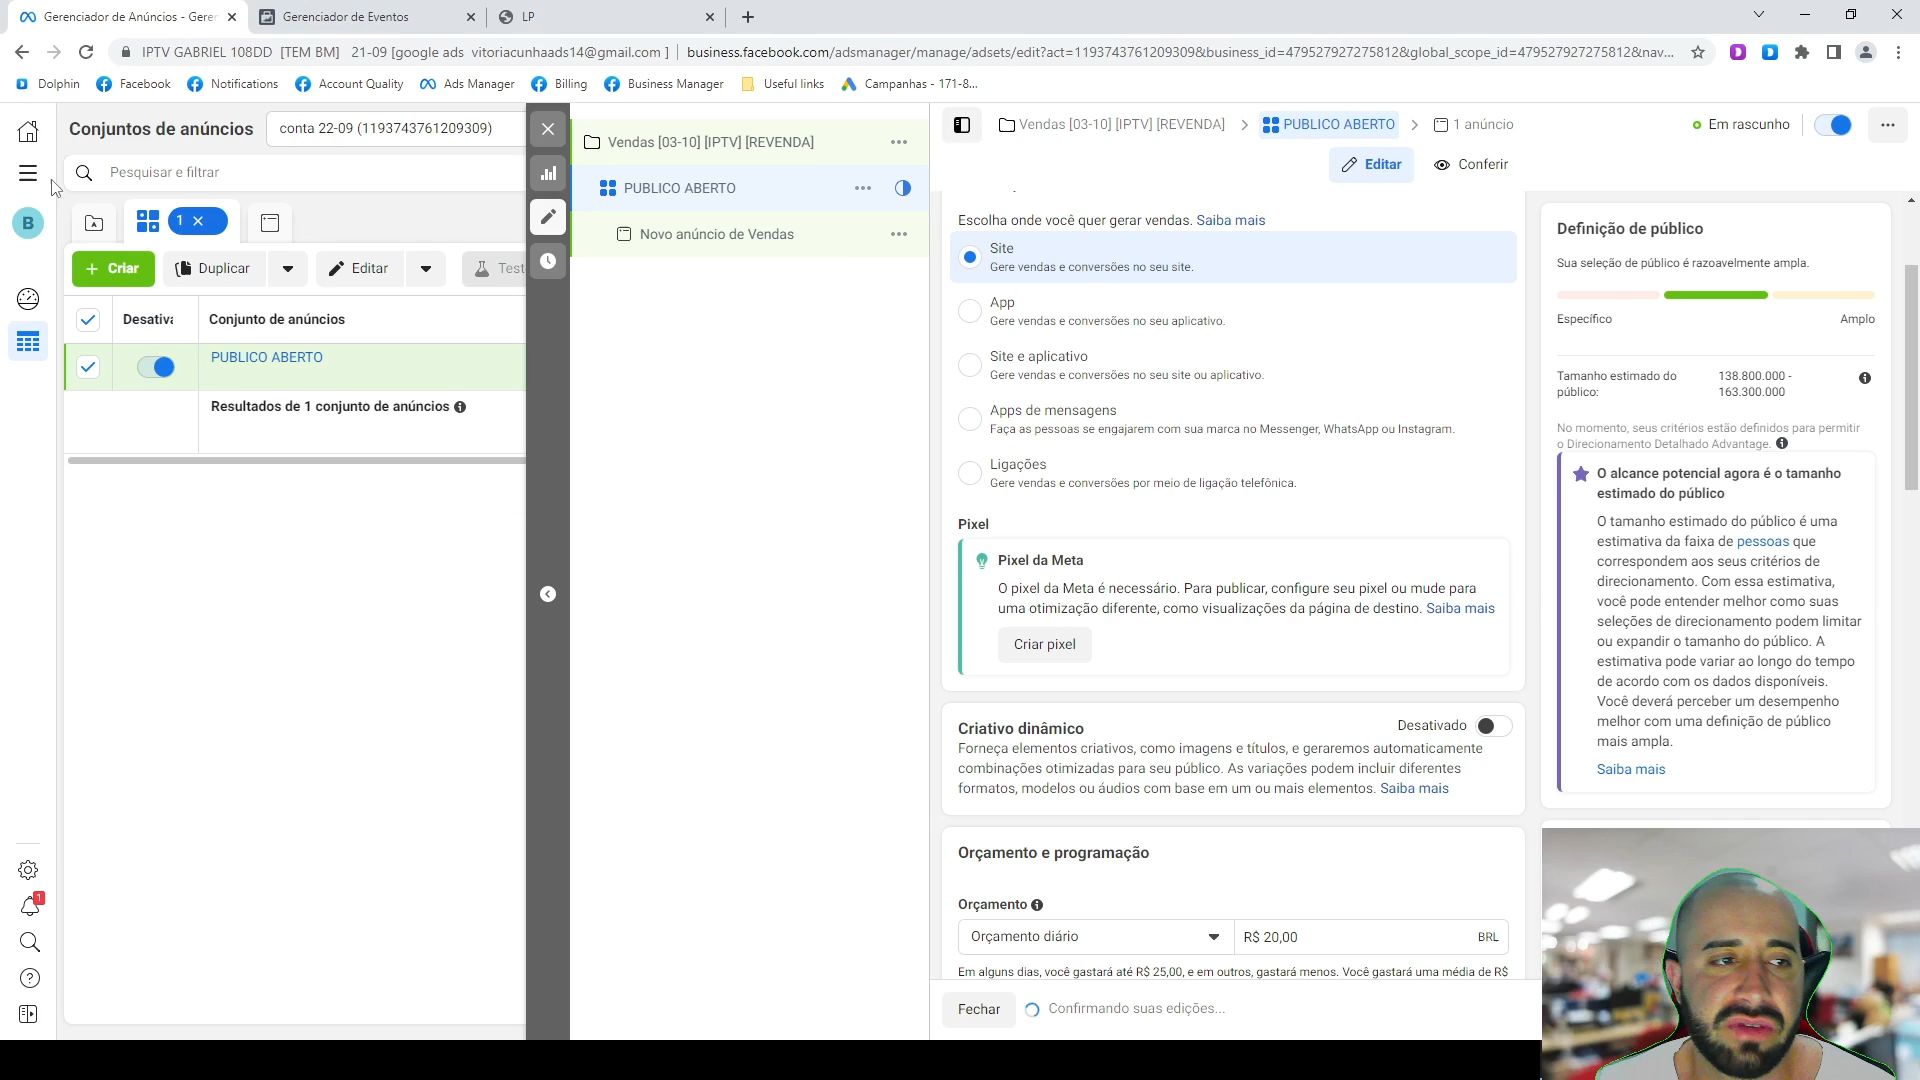 Gerenciador de Anúncios - Geren
Gerenciador de Eventos
LP
IPTV GABRIEL 108DD [TEM BM] 21-09 [google ads vitoriacunhaads14@gmail.com ]
business.facebook.com/adsmanager/manage/adsets/edit?act=1193743761209309&business_id=479527927275812&global_scope_id=479527927275812&nav...
Dolphin
Facebook
Notifications
Account Quality
Ads Manager
Billing
Business Manager
Useful links
Campanhas - 171-8...
Conjuntos de anúncios
conta 22-09 (1193743761209309)
Pesquisar e filtrar
B
1
Criar
Duplicar
Editar
Test
Desativa
Conjunto de anúncios
PUBLICO ABERTO
Resultados de 1 conjunto de anúncios
1
Vendas [03-10] [IPTV] [REVENDA]
PUBLICO ABERTO
Novo anúncio de Vendas
Vendas [03-10] [IPTV] [REVENDA]
PUBLICO ABERTO
1 anúncio
Em rascunho
Editar
Conferir
Escolha onde você quer gerar vendas. Saiba mais
Site
Gere vendas e conversões no seu site.
App
Gere vendas e conversões no seu aplicativo.
Site e aplicativo
Gere vendas e conversões no seu site ou aplicativo.
Apps de mensagens
Faça as pessoas se engajarem com sua marca no Messenger, WhatsApp ou Instagram.
Ligações
Gere vendas e conversões por meio de ligação telefônica.
Pixel
Pixel da Meta
O pixel da Meta é necessário. Para publicar, configure seu pixel ou mude para
uma otimização diferente, como visualizações da página de destino. Saiba mais
Criar pixel
Criativo dinâmico
Desativado
Forneça elementos criativos, como imagens e títulos, e geraremos automaticamente
combinações otimizadas para seu público. As variações podem incluir diferentes
formatos, modelos ou áudios com base em um ou mais elementos. Saiba mais
Orçamento e programação
Orçamento
Orçamento diário
R$ 20,00
BRL
Em alguns dias, você gastará até R$ 25,00, e em outros, gastará menos. Você gastará uma média de R$
Fechar
Confirmando suas edições...
Definição de público
Sua seleção de público é razoavelmente ampla.
Específico
Amplo
Tamanho estimado do
público:
138.800.000 -
163.300.000
No momento, seus critérios estão definidos para permitir
o Direcionamento Detalhado Advantage.
O alcance potencial agora é o tamanho
estimado do público
O tamanho estimado do público é uma
estimativa da faixa de pessoas que
correspondem aos seus critérios de
direcionamento. Com essa estimativa,
você pode entender melhor como suas
seleções de direcionamento podem limitar
ou expandir o tamanho do público. A
estimativa pode variar ao longo do tempo
de acordo com os dados disponíveis.
Você deverá perceber um desempenho
melhor com uma definição de público
mais ampla.
Saiba mais